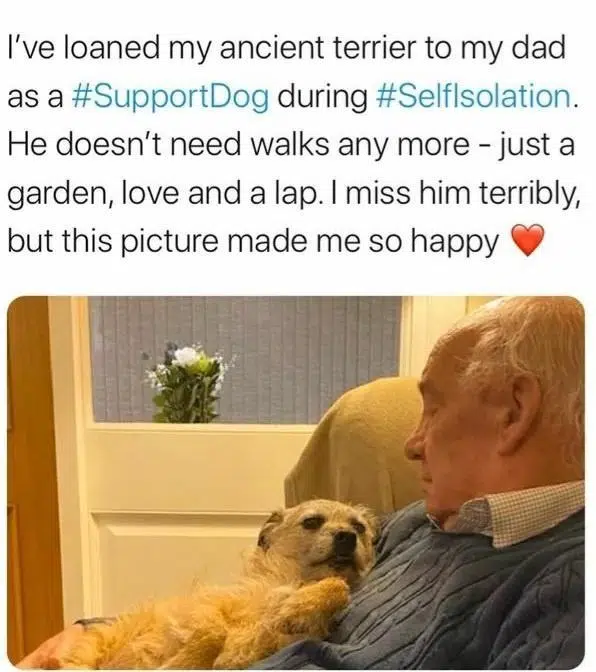 I’ve loaned my ancient terrier to my dad
as a #SupportDog during #SelfIsolation.
He doesn’t need walks any more - just a
garden, love and a lap. I miss him terribly,
but this picture made me so happy ❤️